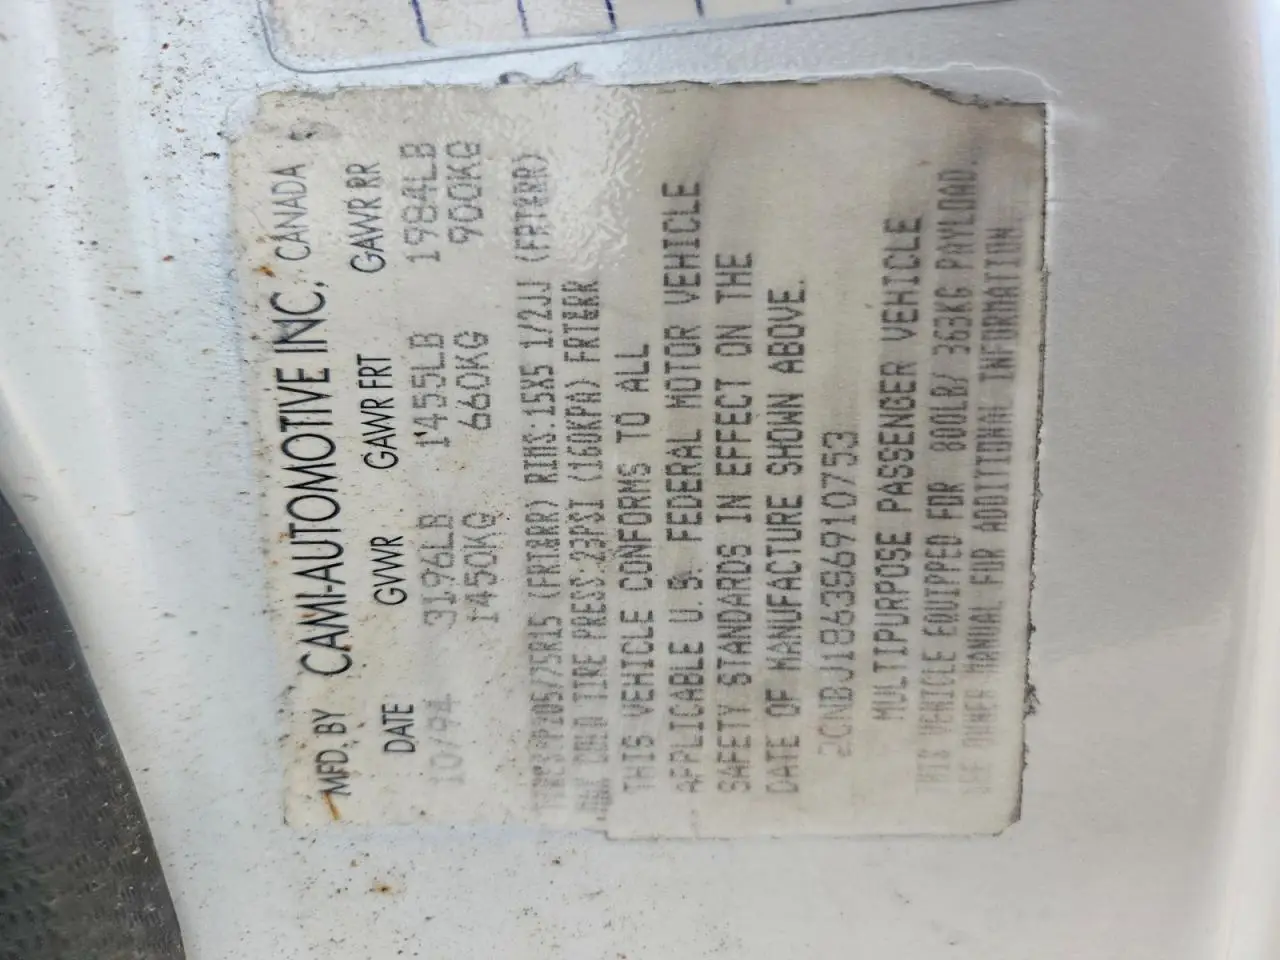 MFD. BY CAMI-AUTOMOTIVE INC, CANADA
DATE GVWR GAWR FRT GAWR RR
10/94 3196LB 1455LB 1984LB
1450KG 660KG 900KG
TIRES:P205/75R15 (FRT&RR) RIMS:15X5 1/2JJ (FRT&RR)
MAX COLD TIRE PRESS:23PSI (160KPA) FRT&RR
THIS VEHICLE CONFORMS TO ALL
APPLICABLE U.S. FEDERAL MOTOR VEHICLE
SAFETY STANDARDS IN EFFECT ON THE
DATE OF MANUFACTURE SHOWN ABOVE.
2CNBJ1863S6910753
MULTIPURPOSE PASSENGER VEHICLE
THIS VEHICLE EQUIPPED FOR 800LB/ 363KG PAYLOAD.
SEE OWNER MANUAL FOR ADDITIONAL INFORMATION.